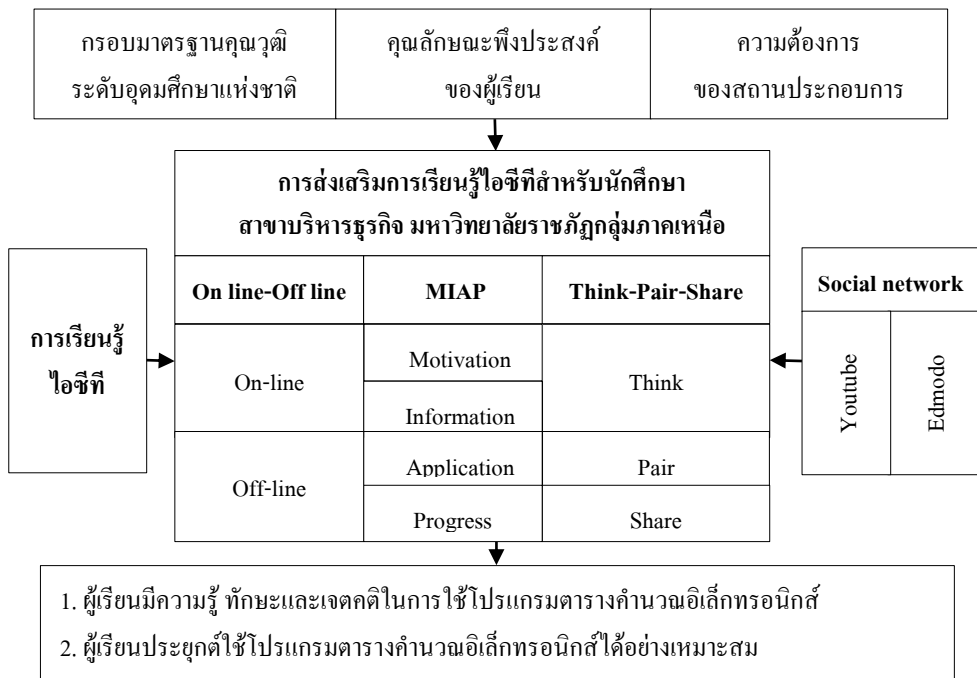 กรอบมาตรฐานคุณวุฒิ
ระดับอุดมศึกษาแห่งชาติ
คุณลักษณะพึงประสงค์
ของผู้เรียน
ความต้องการ
ของสถานประกอบการ
การส่งเสริมการเรียนรู้ไอซีทีสำหรับนักศึกษา
สาขาบริหารธุรกิจ มหาวิทยาลัยราชภัฏกลุ่มภาคเหนือ
การเรียนรู้
ไอซีที
On line-Off line
MIAP
Think-Pair-Share
On-line
Motivation
Information
Think
Off-line
Application
Pair
Progress
Share
Social network
Youtube
Edmodo
1. ผู้เรียนมีความรู้ ทักษะและเจตคติในการใช้โปรแกรมตารางคำนวณอิเล็กทรอนิกส์
2. ผู้เรียนประยุกต์ใช้โปรแกรมตารางคำนวณอิเล็กทรอนิกส์ได้อย่างเหมาะสม